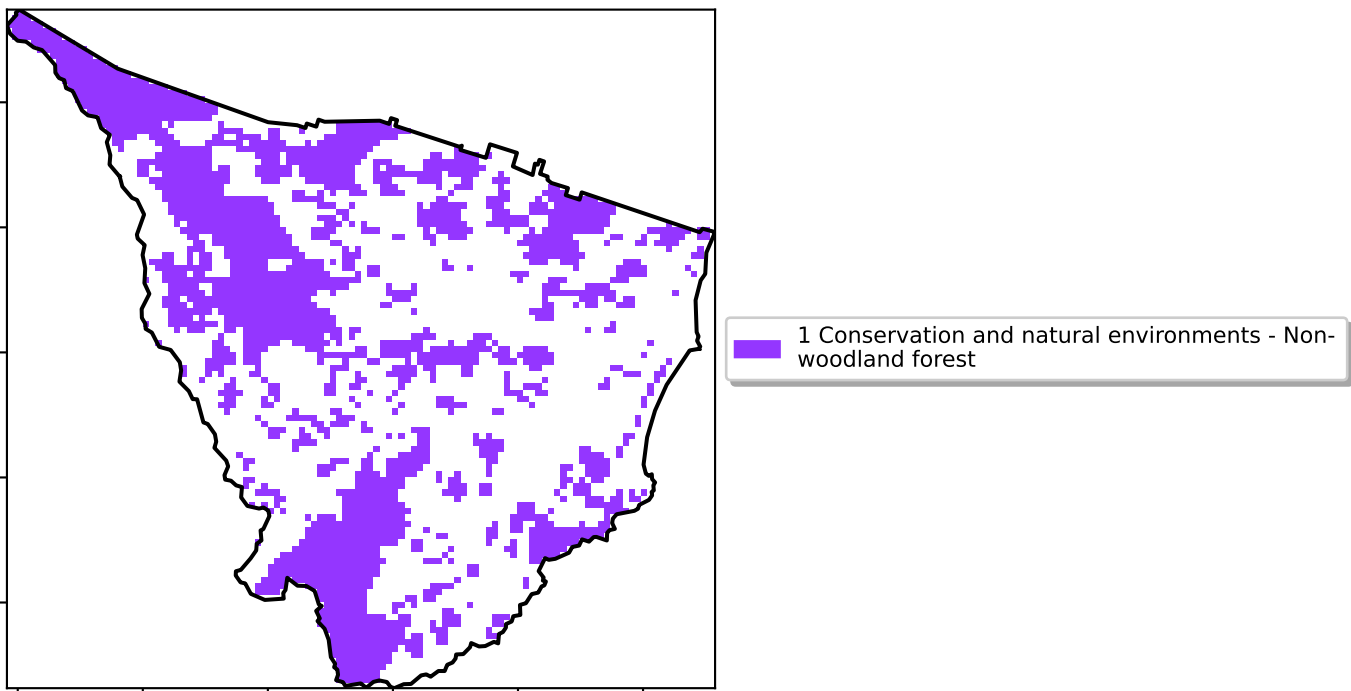 1 Conservation and natural environments - Non-
woodland forest